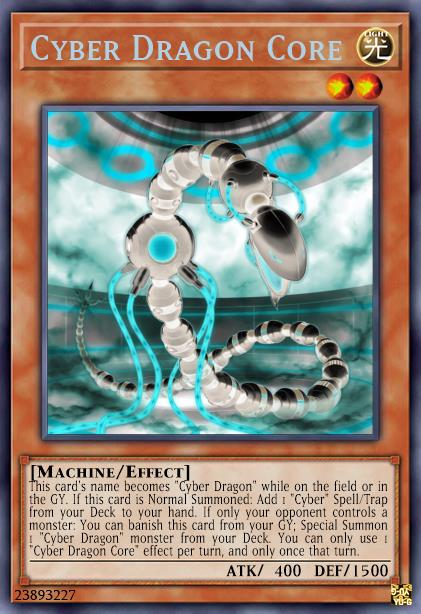 CYBER DRAGON CORE
LIGHT
光
[MACHINE/EFFECT]
This card's name becomes "Cyber Dragon" while on the field or in
the GY. If this card is Normal Summoned: Add 1 "Cyber" Spell/Trap
from your Deck to your hand. If only your opponent controls a
monster: You can banish this card from your GY; Special Summon
1 "Cyber Dragon" monster from your Deck. You can only use 1
"Cyber Dragon Core" effect per turn, and only once that turn.
ATK/ 400 DEF/1500
23893227